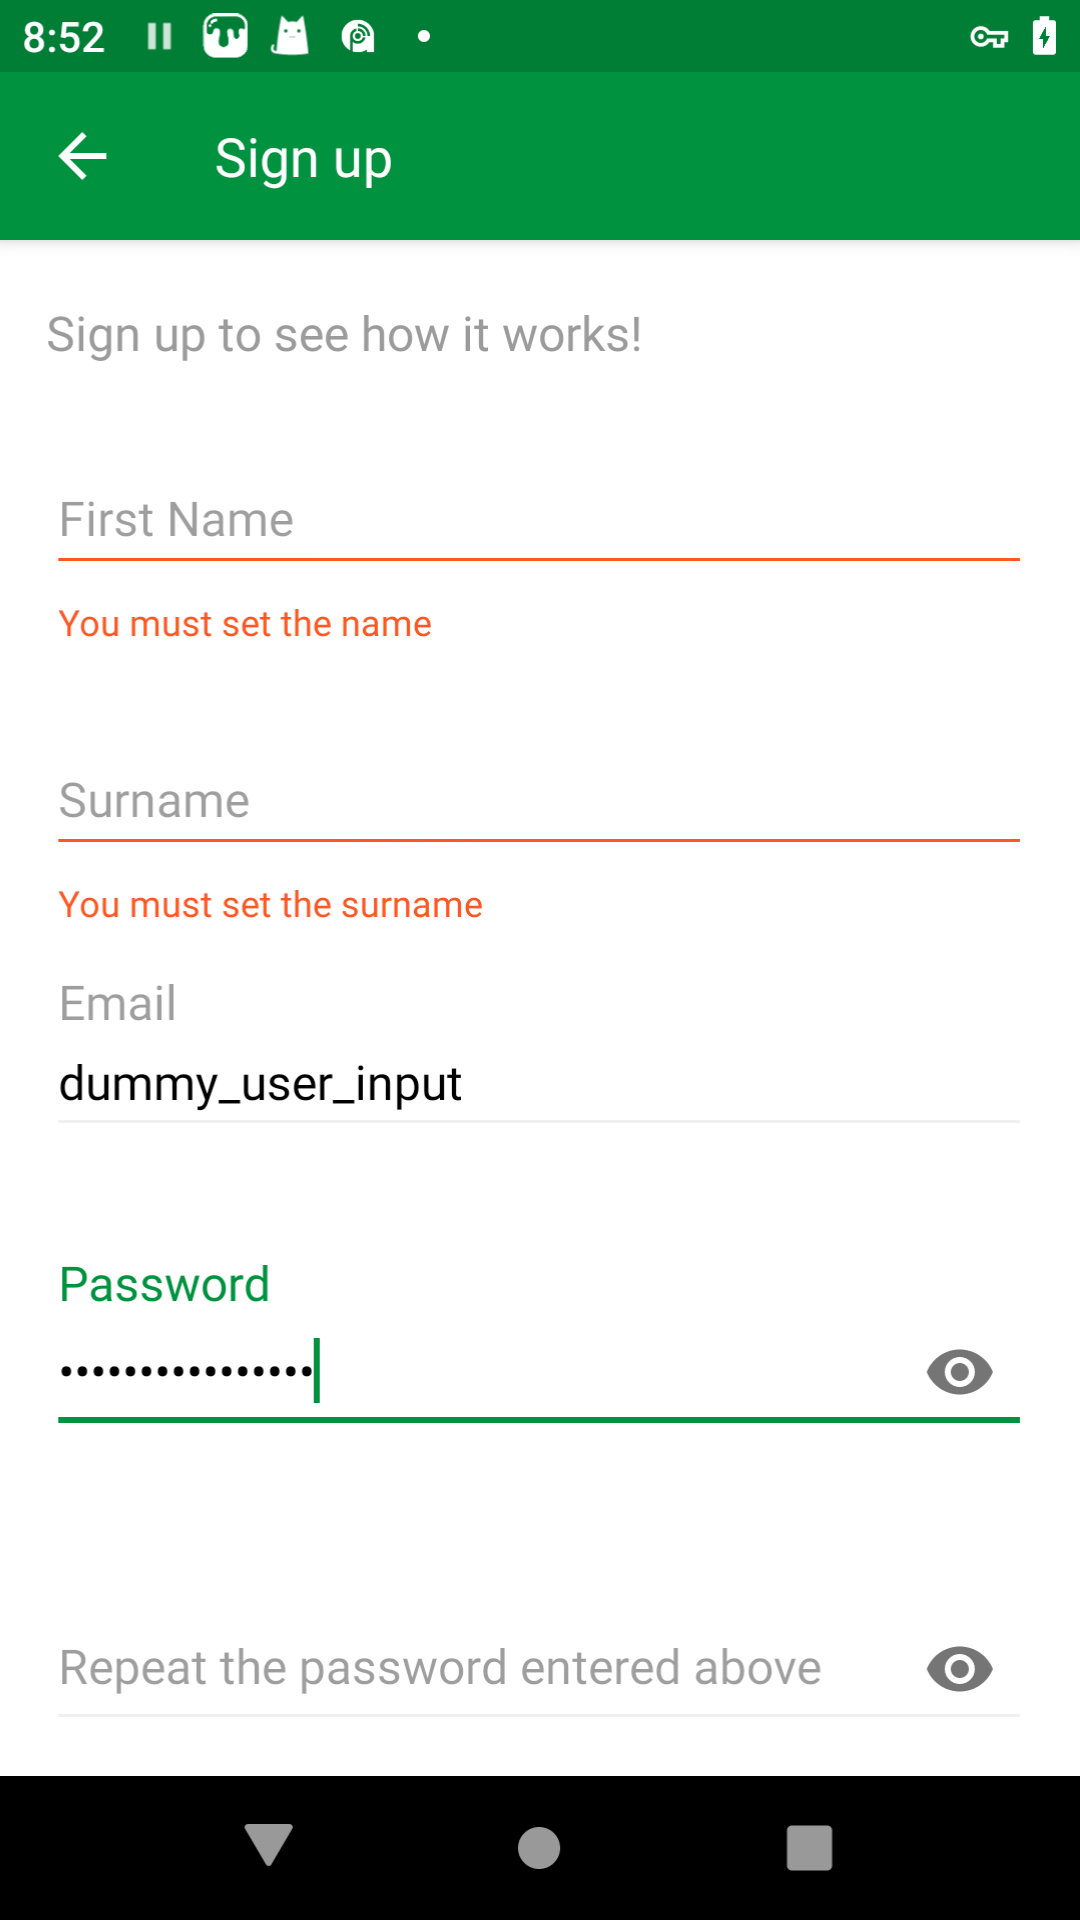 8:52
Sign up
Sign up to see how it works!
First Name
You must set the name
Surname
You must set the surname
Email
dummy_user_input
Password
••••••••••••••••
Repeat the password entered above